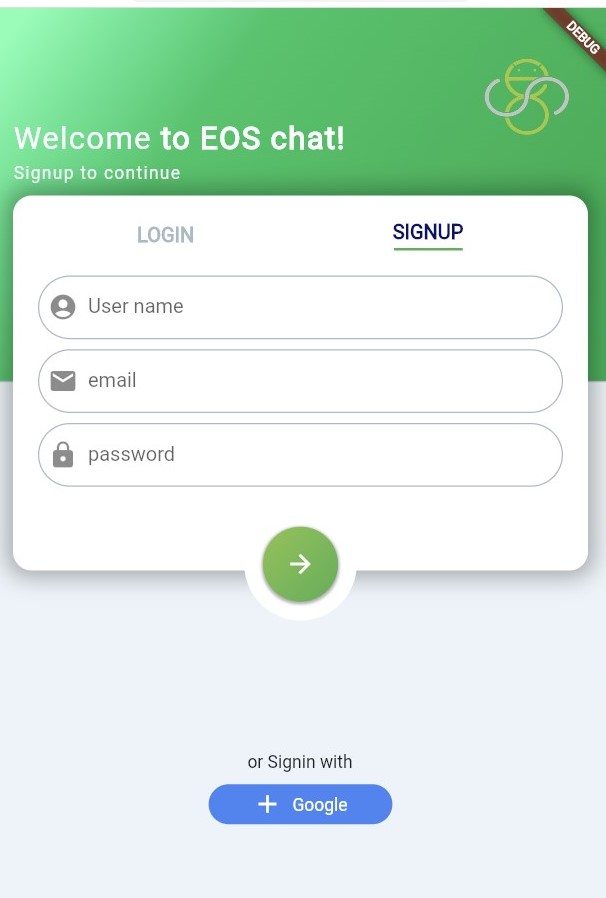 DEBUG
Welcome to EOS chat!
Signup to continue
LOGIN SIGNUP
User name
email
password
or Signin with
Google